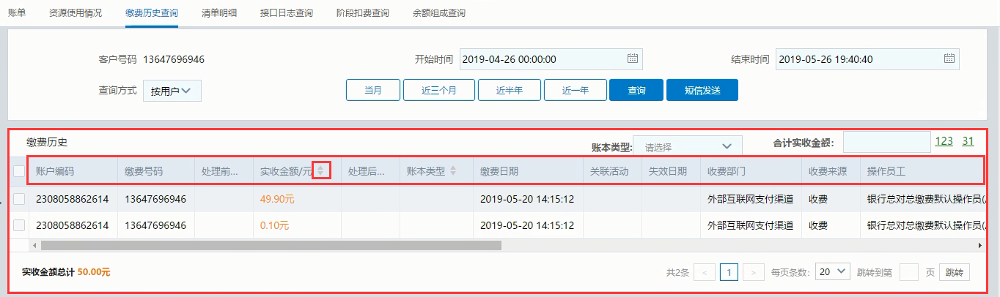 账单 资源使用情况 缴费历史查询 清单明细 接口日志查询 阶段扣费查询 余额组成查询
客户号码 13647696946 开始时间 2019-04-26 00:00:00 结束时间 2019-05-26 19:40:40
查询方式 按用户 当月 近三个月 近半年 近一年 查询 短信发送
缴费历史 账本类型: 请选择 合计实收金额: 123 31
账户编码 缴费号码 处理前... 实收金额/元 处理后... 账本类型 缴费日期 关联活动 失效日期 收费部门 收费来源 操作员工
2308058862614 13647696946 49.90元 2019-05-20 14:15:12 外部互联网支付渠道 收费 银行总对总缴费默认操作员(
2308058862614 13647696946 0.10元 2019-05-20 14:15:12 外部互联网支付渠道 收费 银行总对总缴费默认操作员(
实收金额总计 50.00元 共2条 < 1 > 每页条数: 20 跳转到第 页 跳转